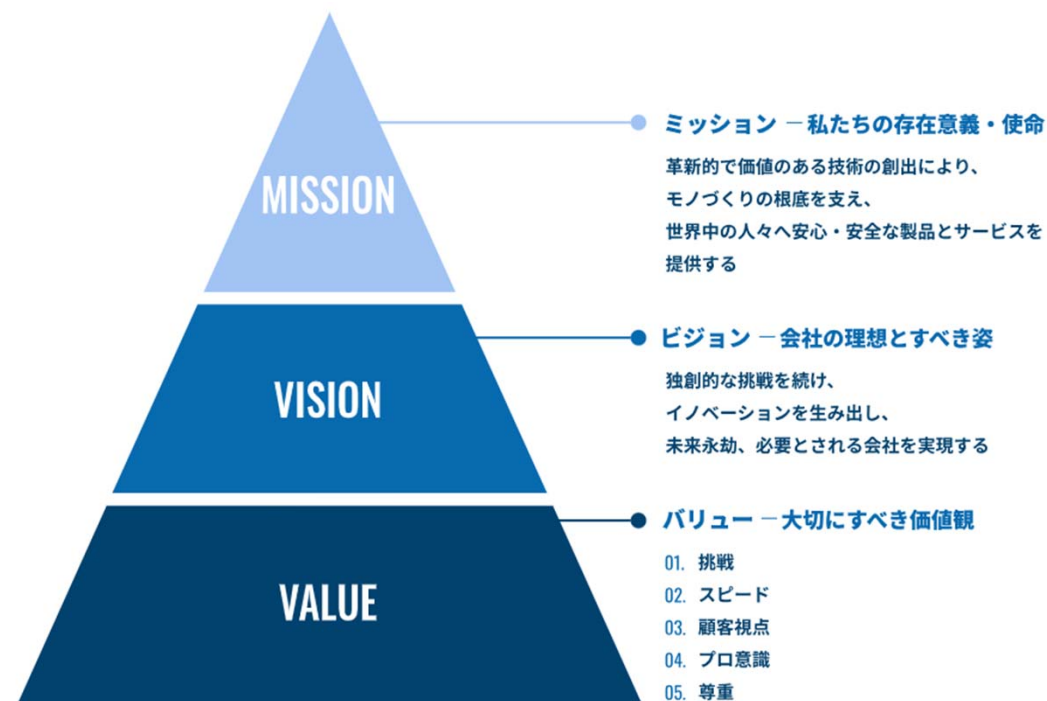 MISSION
ミッション － 私たちの存在意義・使命
革新的で価値のある技術の創出により、
モノづくりの根底を支え、
世界中の人々へ安心・安全な製品とサービスを
提供する
VISION
ビジョン － 会社の理想とすべき姿
独創的な挑戦を続け、
イノベーションを生み出し、
未来永劫、必要とされる会社を実現する
VALUE
バリュー － 大切にすべき価値観
01. 挑戦
02. スピード
03. 顧客視点
04. プロ意識
05. 尊重